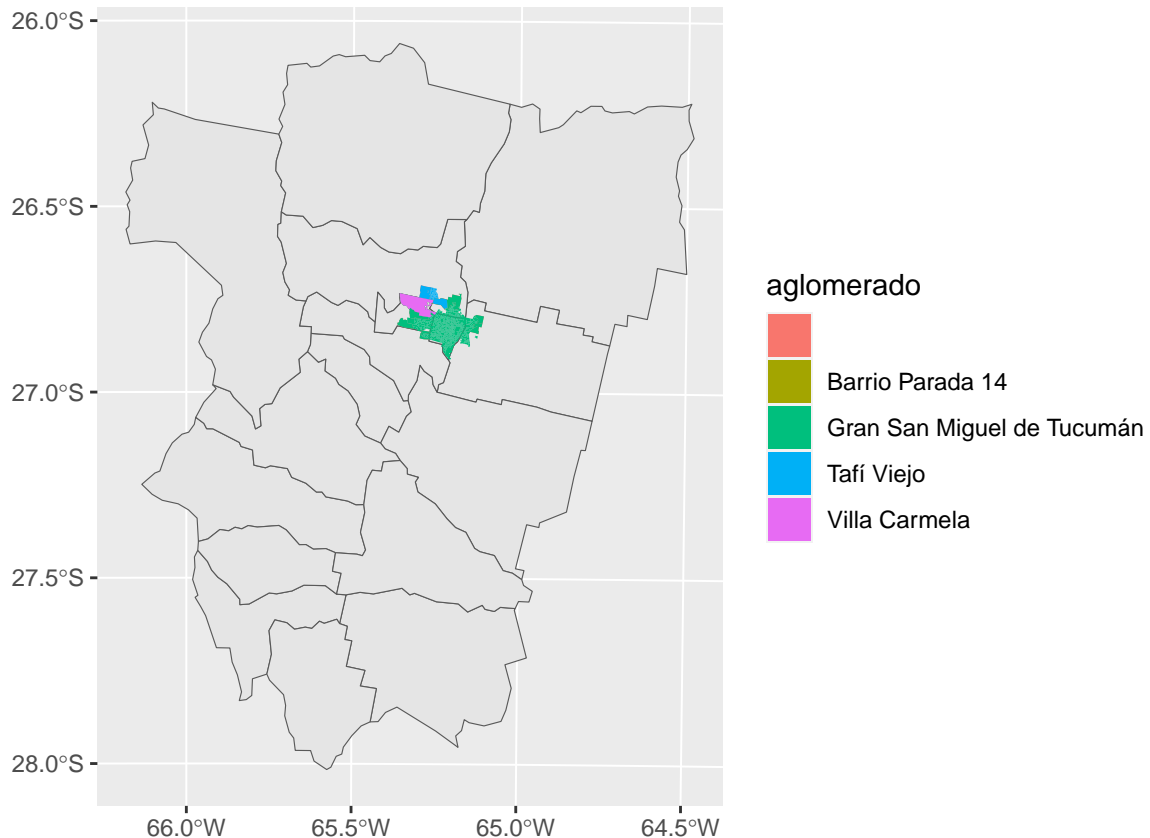 26.0°S
26.5°S
27.0°S
27.5°S
28.0°S
66.0°W
65.5°W
65.0°W
64.5°W
aglomerado
Barrio Parada 14
Gran San Miguel de Tucumán
Tafí Viejo
Villa Carmela